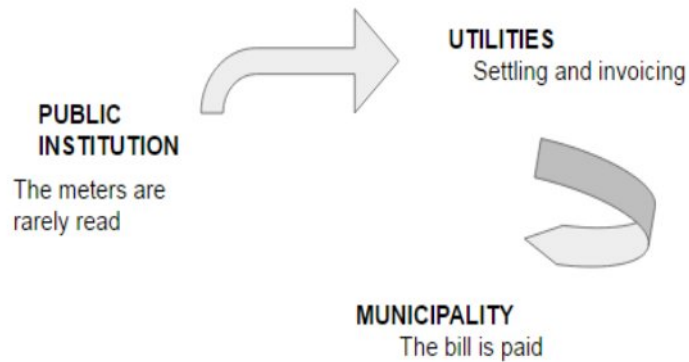 UTILITIES
Settling and invoicing
PUBLIC
INSTITUTION
The meters are
rarely read
MUNICIPALITY
The bill is paid